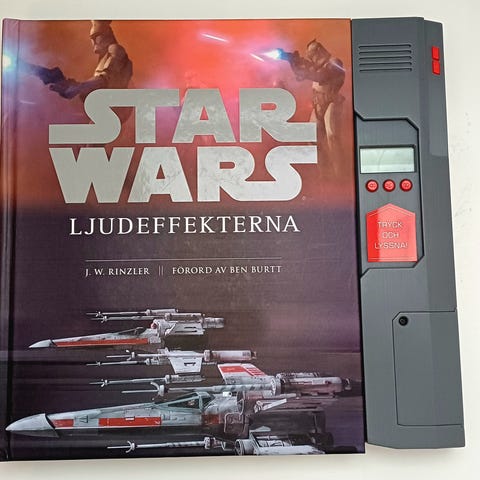 STAR
WARS
LJUDEFFEKTERNA
J. W. RINZLER || FÖRORD AV BEN BURTT
TRYCK
OCH
LYSSNA!